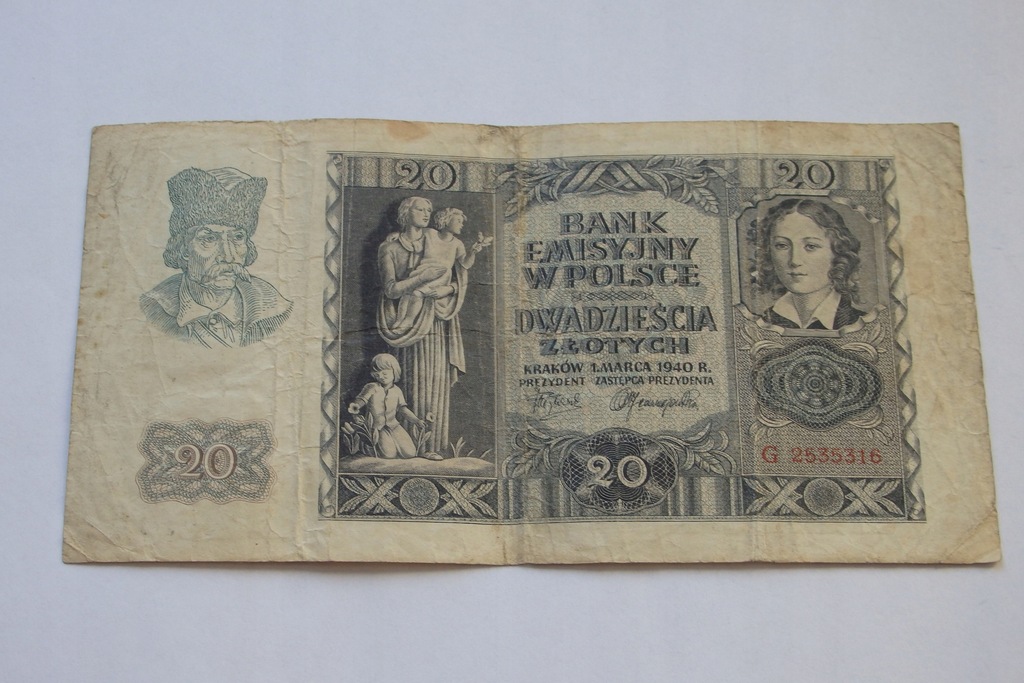 20
20
20
BANK
EMISYJNY
W POLSCE
DWADZIEŚCIA
ZŁOTYCH
KRAKÓW 1. MARCA 1940 R.
PREZYDENT ZASTĘPCA PREZYDENTA
20
G 2535316